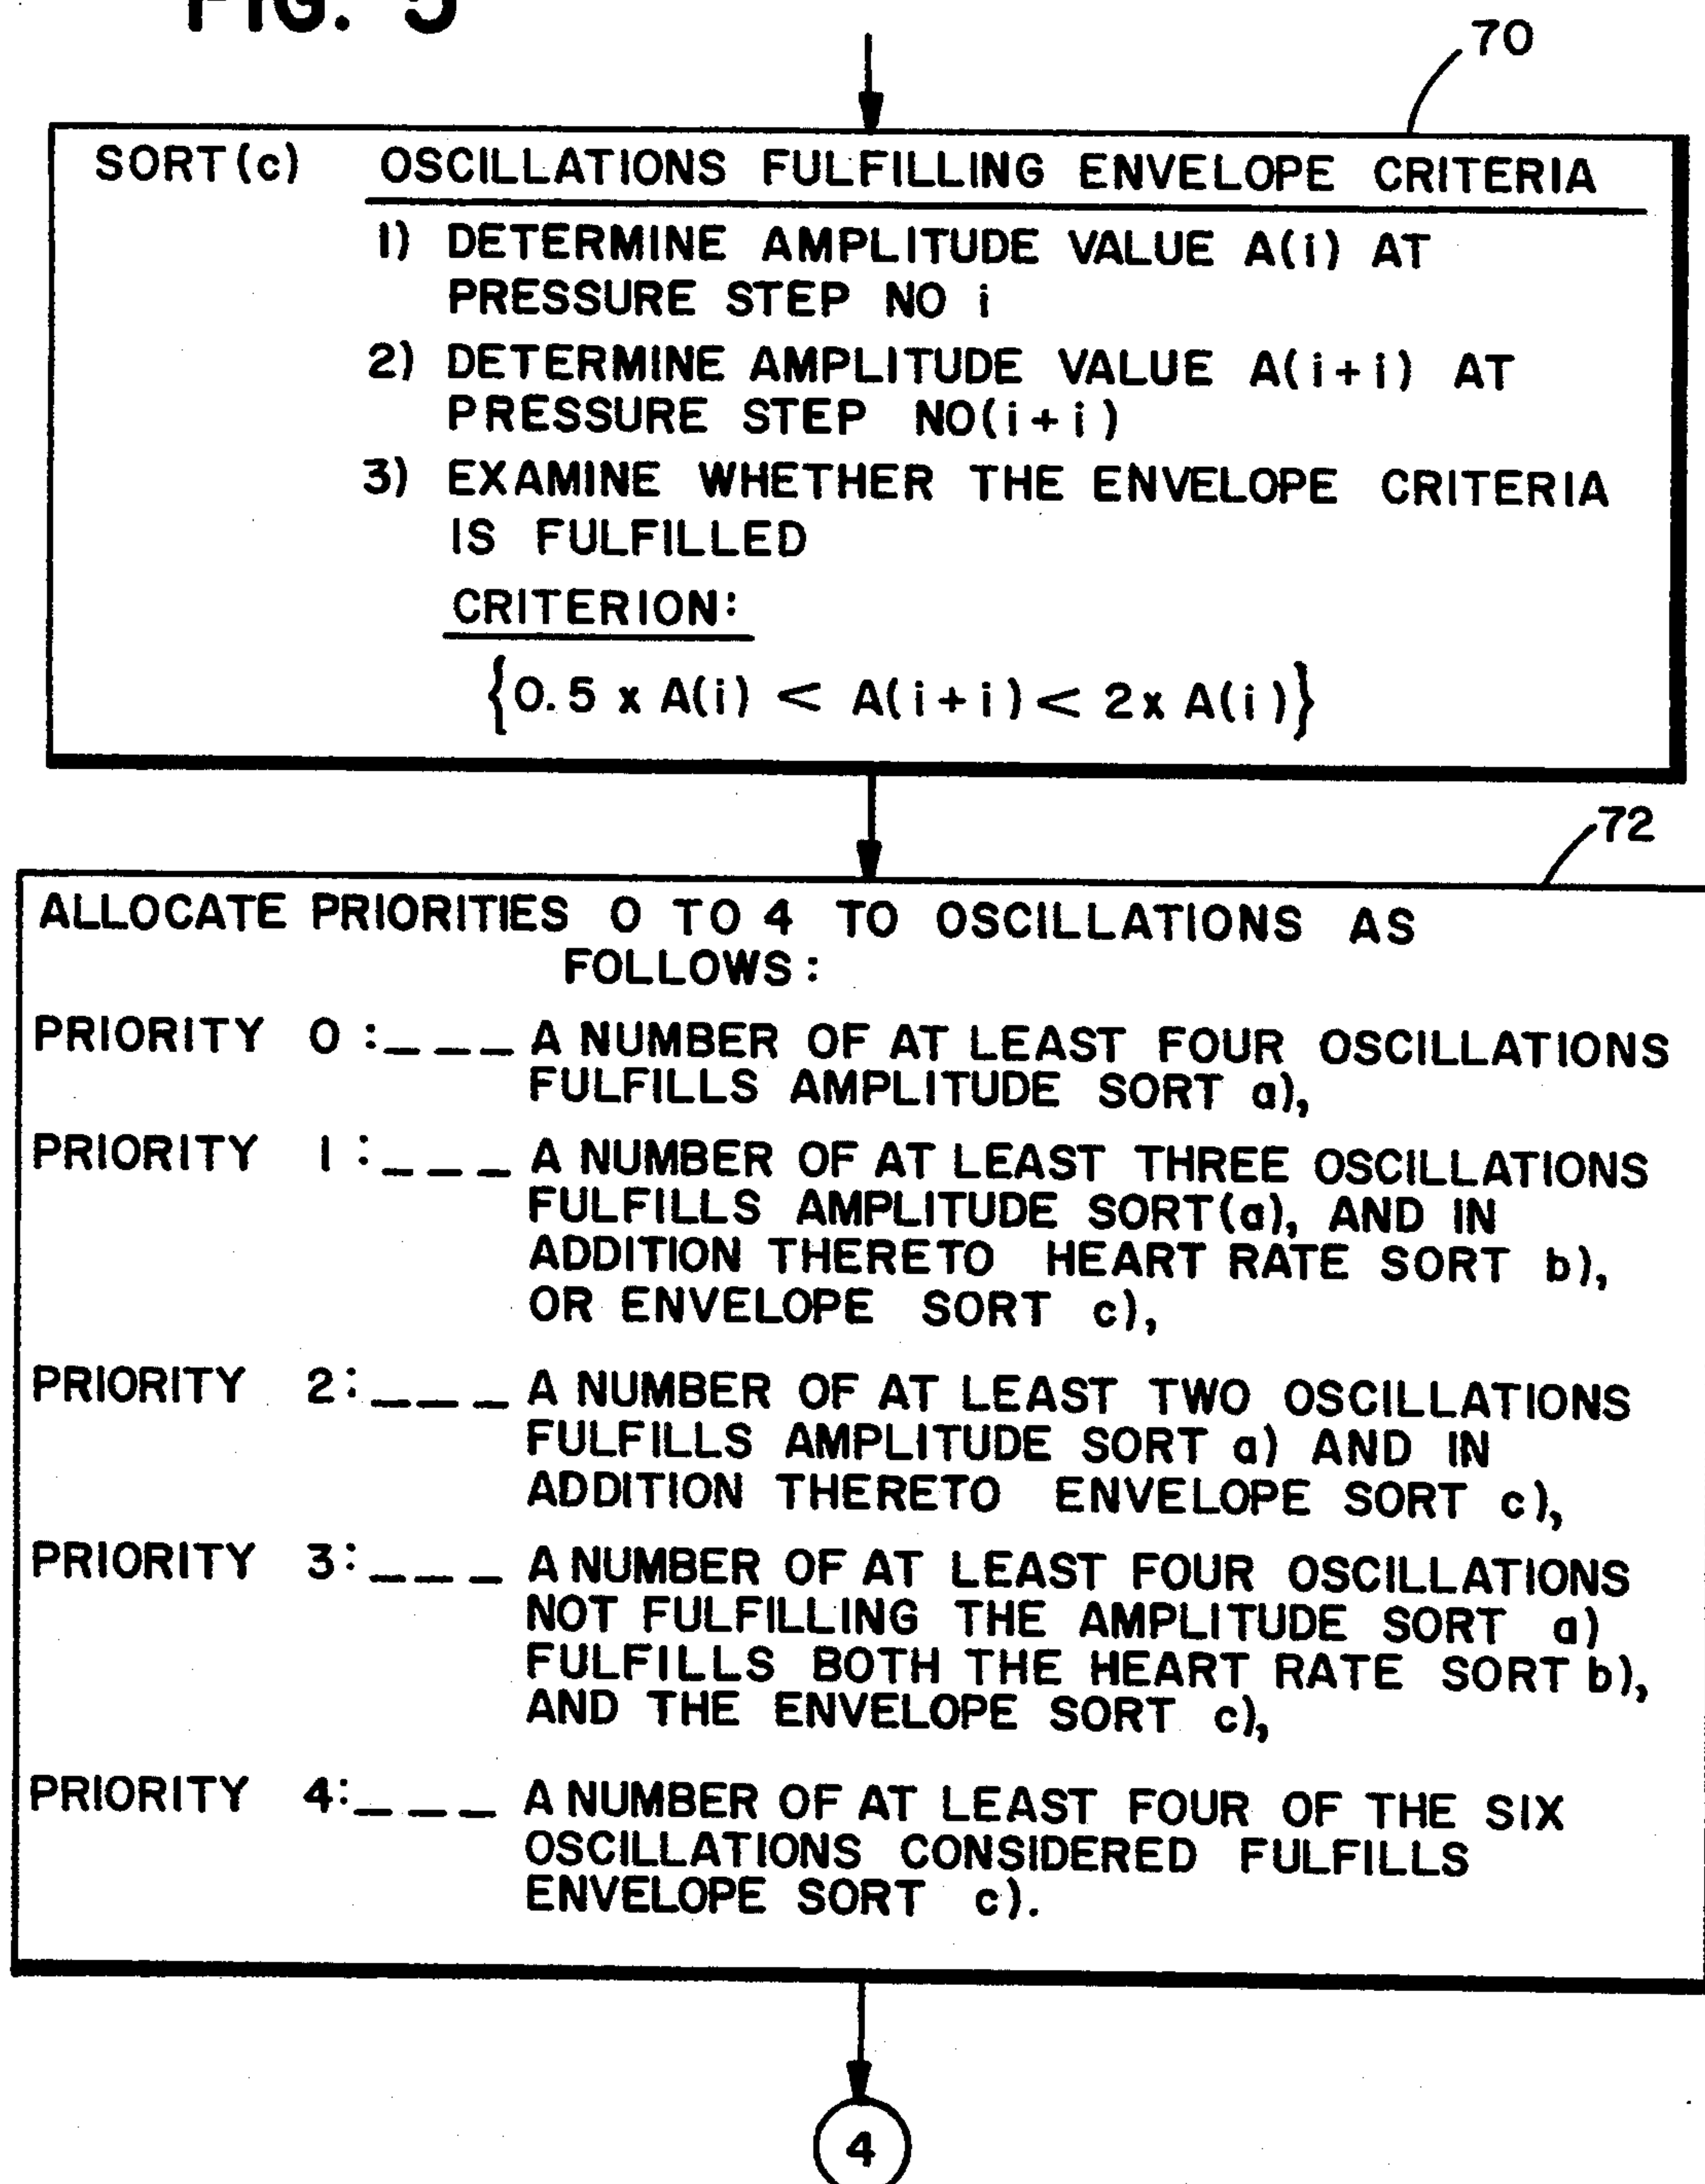 FIG. 5
70
SORT(c) OSCILLATIONS FULFILLING ENVELOPE CRITERIA
1) DETERMINE AMPLITUDE VALUE A(i) AT
PRESSURE STEP NO i
2) DETERMINE AMPLITUDE VALUE A(i+i) AT
PRESSURE STEP NO(i+i)
3) EXAMINE WHETHER THE ENVELOPE CRITERIA
IS FULFILLED
CRITERION:
{0.5 x A(i) < A(i+i) < 2x A(i)}
72
ALLOCATE PRIORITIES 0 TO 4 TO OSCILLATIONS AS
FOLLOWS:
PRIORITY 0:___ A NUMBER OF AT LEAST FOUR OSCILLATIONS
FULFILLS AMPLITUDE SORT a),
PRIORITY 1:___ A NUMBER OF AT LEAST THREE OSCILLATIONS
FULFILLS AMPLITUDE SORT(a), AND IN
ADDITION THERETO HEART RATE SORT b),
OR ENVELOPE SORT c),
PRIORITY 2:___ A NUMBER OF AT LEAST TWO OSCILLATIONS
FULFILLS AMPLITUDE SORT a) AND IN
ADDITION THERETO ENVELOPE SORT c),
PRIORITY 3:___ A NUMBER OF AT LEAST FOUR OSCILLATIONS
NOT FULFILLING THE AMPLITUDE SORT a)
FULFILLS BOTH THE HEART RATE SORT b),
AND THE ENVELOPE SORT c),
PRIORITY 4:___ A NUMBER OF AT LEAST FOUR OF THE SIX
OSCILLATIONS CONSIDERED FULFILLS
ENVELOPE SORT c).
4